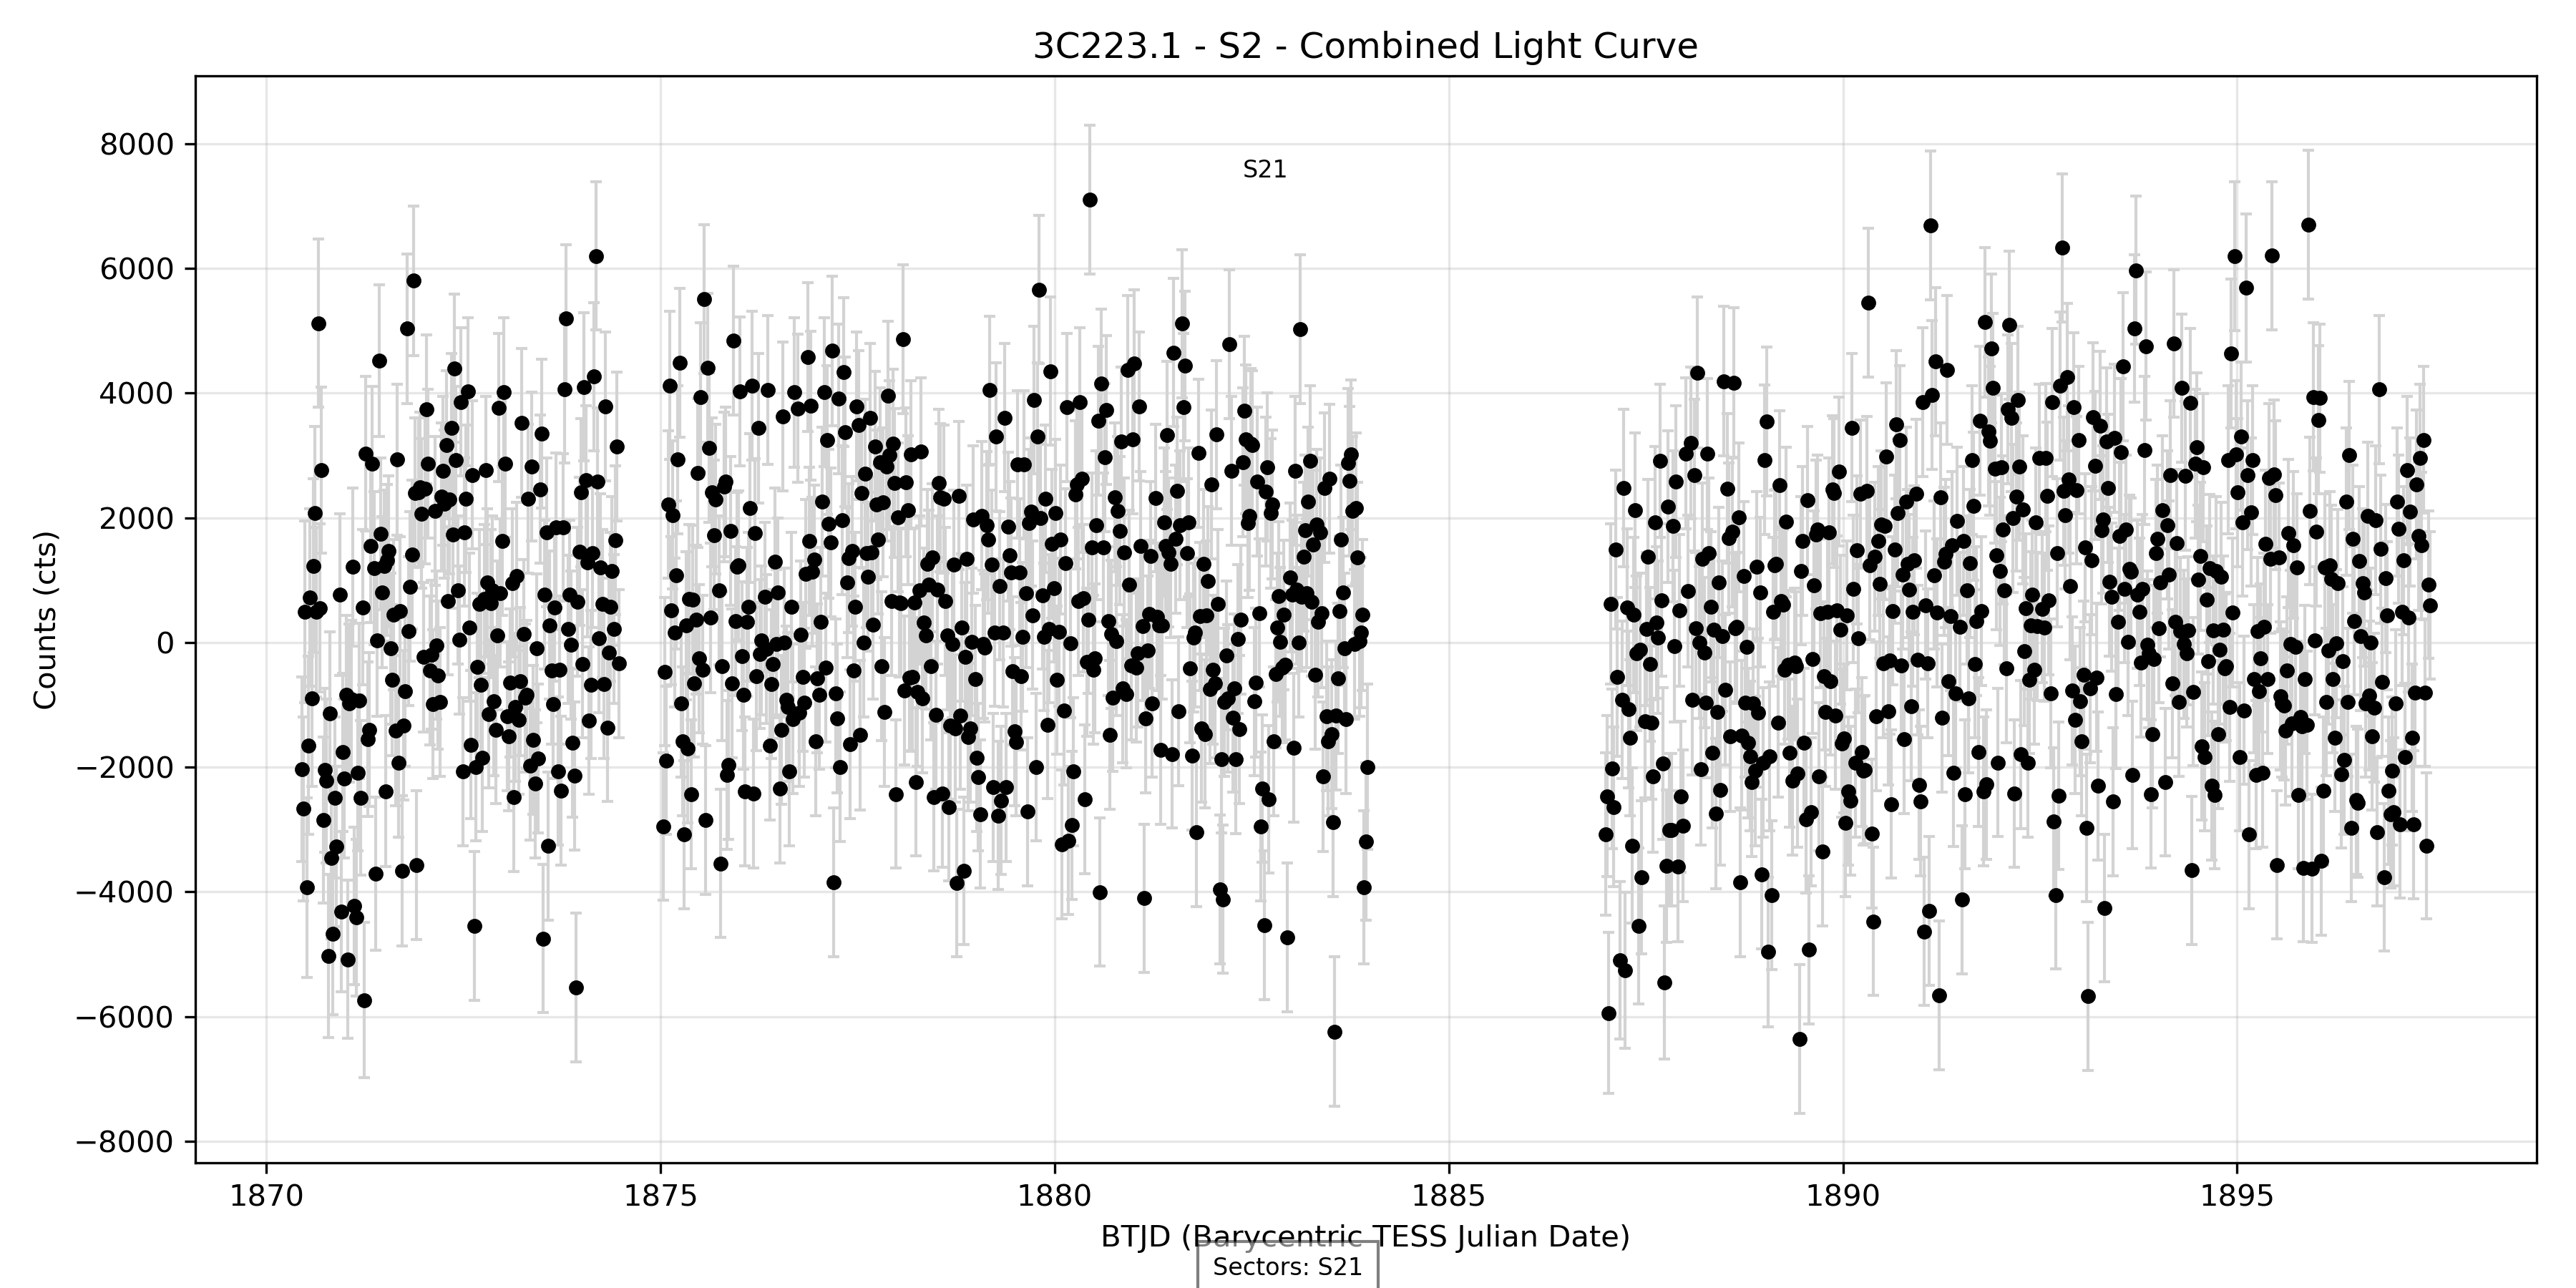 3C223.1 - S2 - Combined Light Curve
S21
Counts (cts)
8000
6000
4000
2000
0
−2000
−4000
−6000
−8000
1870 1875 1880 1885 1890 1895
BTJD (Barycentric TESS Julian Date)
Sectors: S21